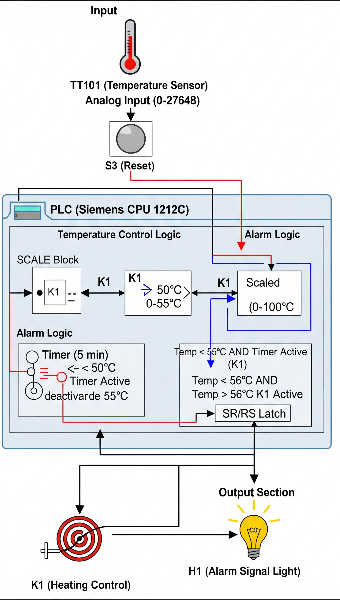 Input
TT101 (Temperature Sensor)
Analog Input (0-27648)
S3 (Reset)
PLC (Siemens CPU 1212C)
Temperature Control Logic
Alarm Logic
SCALE Block
K1
K1
K1
50°C
0-55°C
K1
Scaled
(0-100°C
Alarm Logic
Timer (5 min)
<-- < 50°C
Timer Active
deactivarde 55°C
Temp < 55°C AND Timer Active
(K1)
Temp < 56°C AND
Temp > 56°C K1 Active
SR/RS Latch
Output Section
K1 (Heating Control)
H1 (Alarm Signal Light)